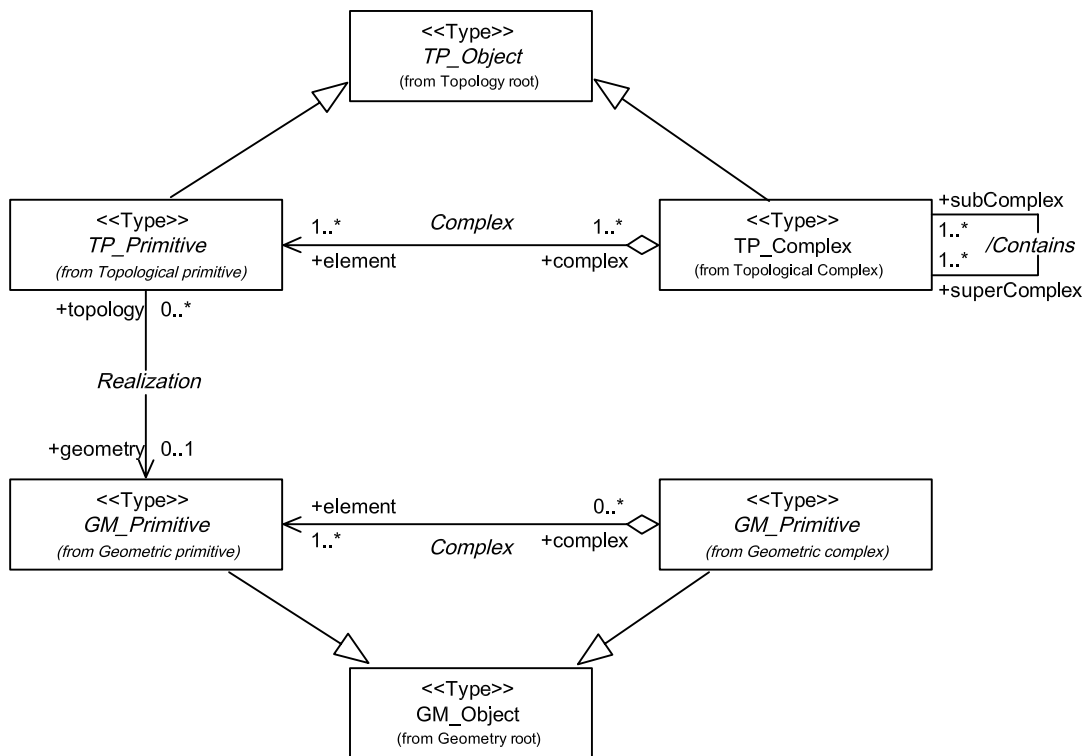 <<Type>>
TP_Object
(from Topology root)
<<Type>>
TP_Primitive
(from Topological primitive)
1..*
+element
Complex
1..*
+complex
<<Type>>
TP_Complex
(from Topological Complex)
+subComplex
1..*
/Contains
1..*
+superComplex
+topology
0..*
Realization
+geometry
0..1
<<Type>>
GM_Primitive
(from Geometric primitive)
+element
1..*
Complex
0..*
+complex
<<Type>>
GM_Primitive
(from Geometric complex)
<<Type>>
GM_Object
(from Geometry root)